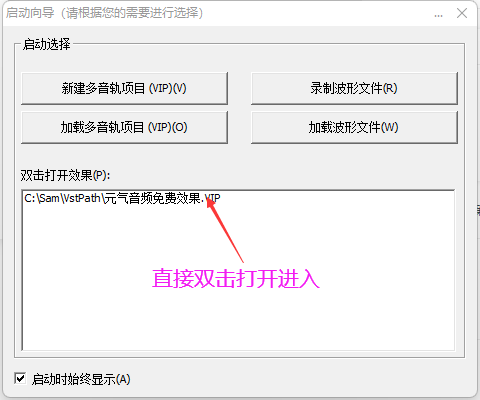 启动向导（请根据您的需要进行选择）
启动选择
新建多音轨项目 (VIP)(V)
录制波形文件(R)
加载多音轨项目 (VIP)(O)
加载波形文件(W)
双击打开效果(P):
C:\Sam\VstPath\元气音频免费效果.VIP
直接双击打开进入
启动时始终显示(A)